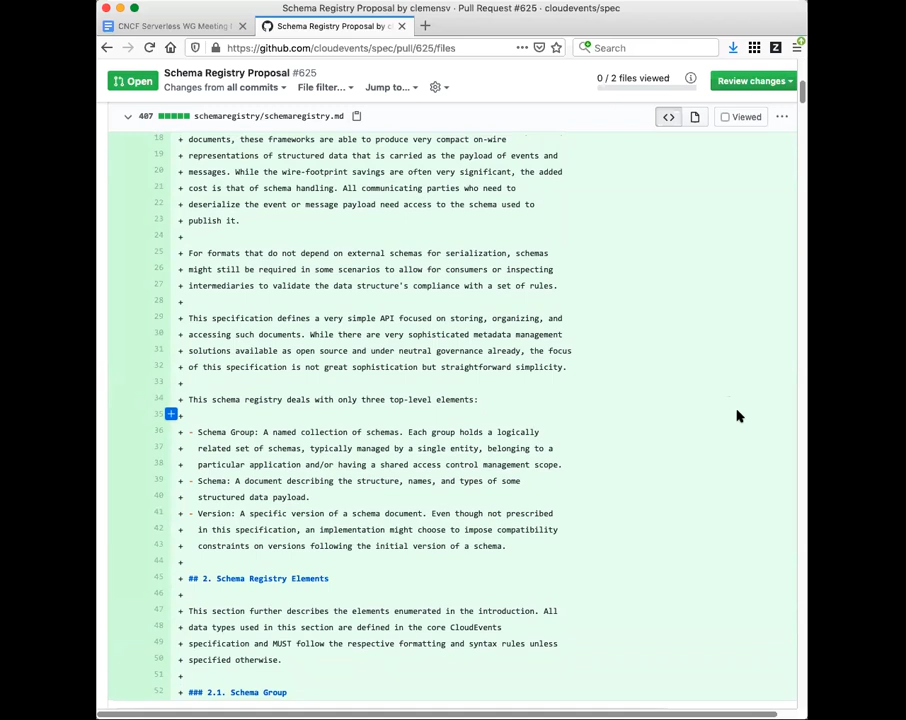 Schema Registry Proposal by clemensv · Pull Request #625 · cloudevents/spec
CNCF Serverless WG Meeting
Schema Registry Proposal by c
https://github.com/cloudevents/spec/pull/625/files
Search
Open
Schema Registry Proposal #625
Changes from all commits
File filter...
Jump to...
0 / 2 files viewed
Review changes
407
schemaregistry/schemaregistry.md
Viewed
18 + documents, these frameworks are able to produce very compact on-wire
19 + representations of structured data that is carried as the payload of events and
20 + messages. While the wire-footprint savings are often very significant, the added
21 + cost is that of schema handling. All communicating parties who need to
22 + deserialize the event or message payload need access to the schema used to
23 + publish it.
24 +
25 + For formats that do not depend on external schemas for serialization, schemas
26 + might still be required in some scenarios to allow for consumers or inspecting
27 + intermediaries to validate the data structure's compliance with a set of rules.
28 +
29 + This specification defines a very simple API focused on storing, organizing, and
30 + accessing such documents. While there are very sophisticated metadata management
31 + solutions available as open source and under neutral governance already, the focus
32 + of this specification is not great sophistication but straightforward simplicity.
33 +
34 + This schema registry deals with only three top-level elements:
35 +
36 + - Schema Group: A named collection of schemas. Each group holds a logically
37 + related set of schemas, typically managed by a single entity, belonging to a
38 + particular application and/or having a shared access control management scope.
39 + - Schema: A document describing the structure, names, and types of some
40 + structured data payload.
41 + - Version: A specific version of a schema document. Even though not prescribed
42 + in this specification, an implementation might choose to impose compatibility
43 + constraints on versions following the initial version of a schema.
44 +
45 + ## 2. Schema Registry Elements
46 +
47 + This section further describes the elements enumerated in the introduction. All
48 + data types used in this section are defined in the core CloudEvents
49 + specification and MUST follow the respective formatting and syntax rules unless
50 + specified otherwise.
51 +
52 + ### 2.1. Schema Group